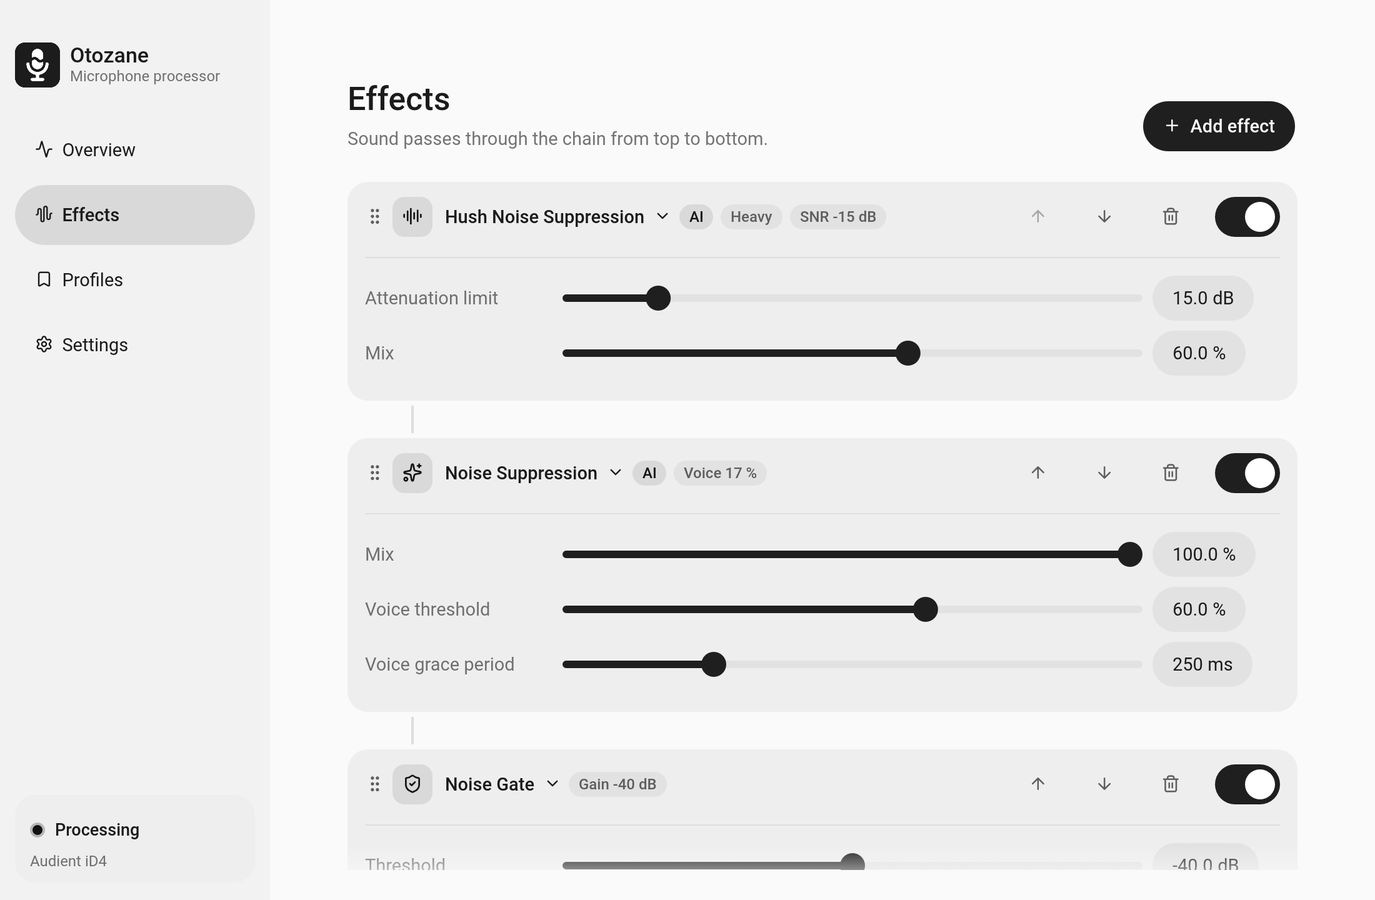 Otozane
Microphone processor
Overview
Effects
Profiles
Settings
Processing
Audient iD4
Effects
Sound passes through the chain from top to bottom.
+ Add effect
Hush Noise Suppression AI Heavy SNR -15 dB
Attenuation limit 15.0 dB
Mix 60.0 %
Noise Suppression AI Voice 17 %
Mix 100.0 %
Voice threshold 60.0 %
Voice grace period 250 ms
Noise Gate Gain -40 dB
Threshold -40.0 dB